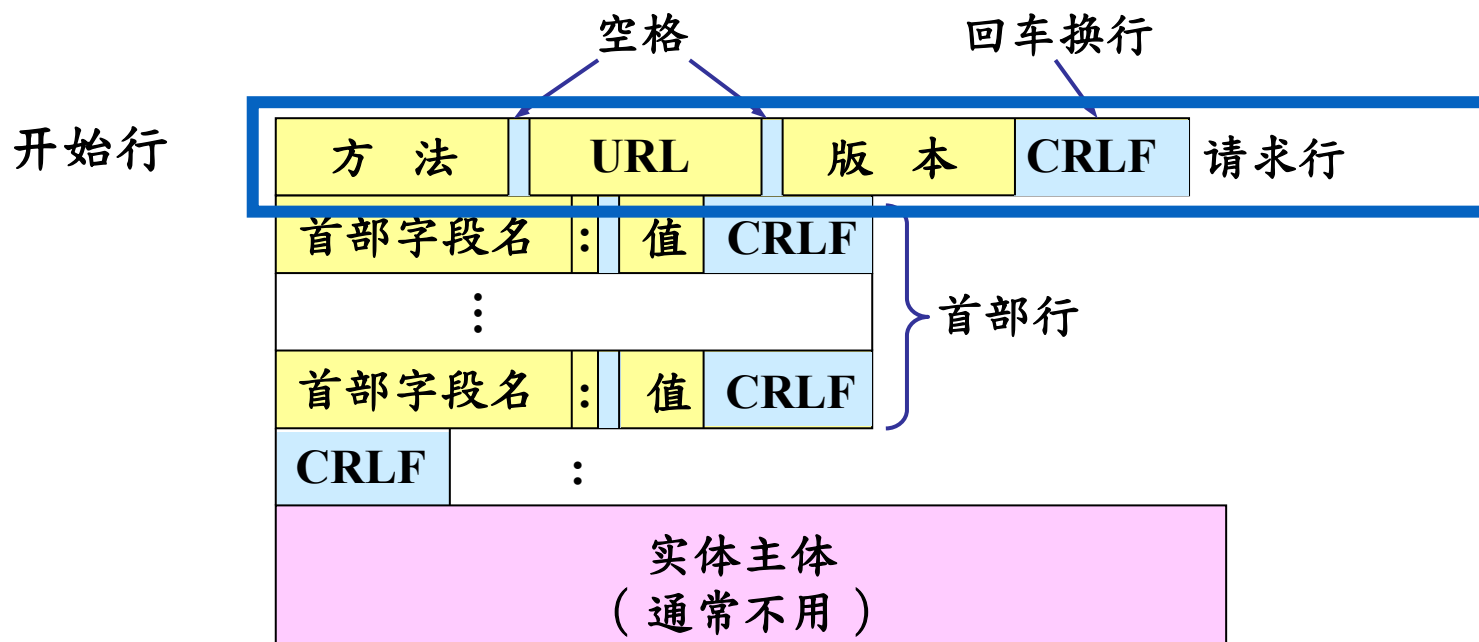 空格 回车换行
开始行 方 法 URL 版 本 CRLF 请求行
首部字段名 : 值 CRLF
⋮ 首部行
首部字段名 : 值 CRLF
CRLF :
实体主体
(通常不用)